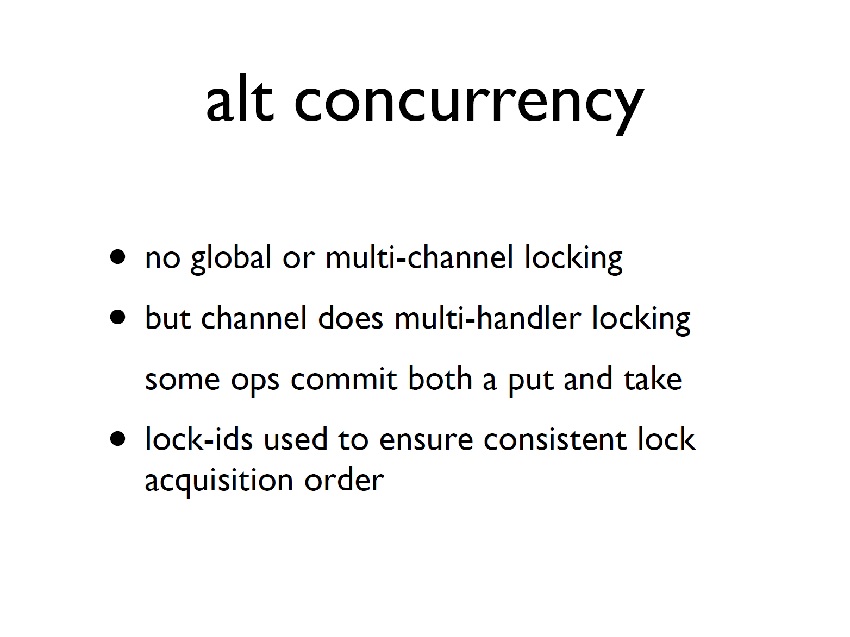 alt concurrency
• no global or multi-channel locking
• but channel does multi-handler locking
some ops commit both a put and take
• lock-ids used to ensure consistent lock
acquisition order